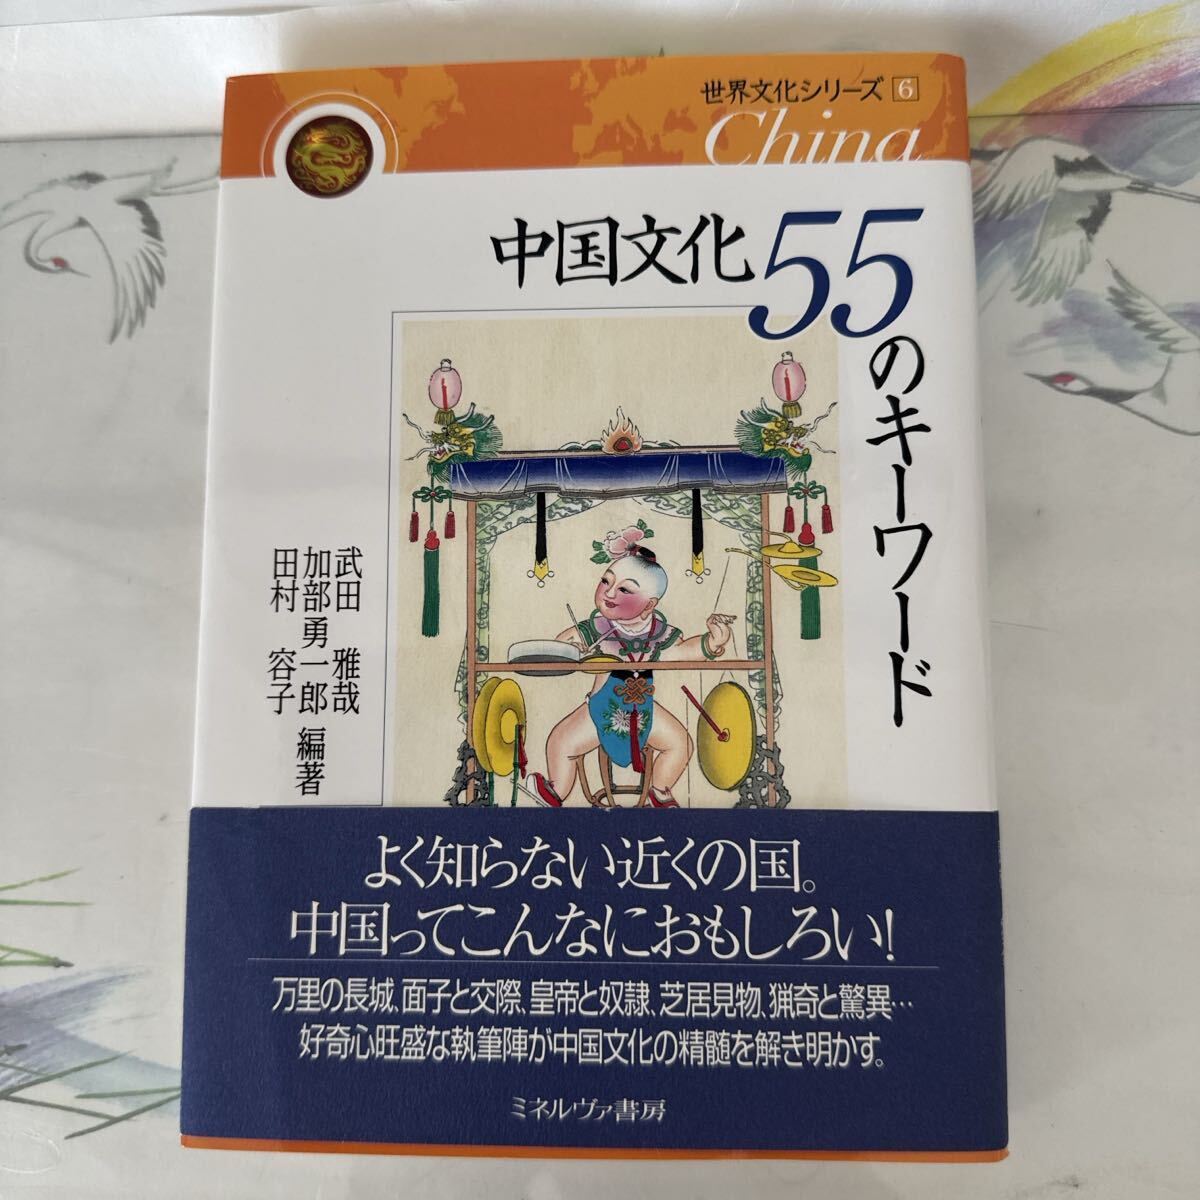 世界文化シリーズ6
China
中国文化55のキーワード
武田 雅哉
加部勇一郎
田村 容子
編著
よく知らない近くの国。
中国ってこんなにおもしろい!
万里の長城、面子と交際、皇帝と奴隷、芝居見物、猟奇と驚異…
好奇心旺盛な執筆陣が中国文化の精髄を解き明かす。
ミネルヴァ書房